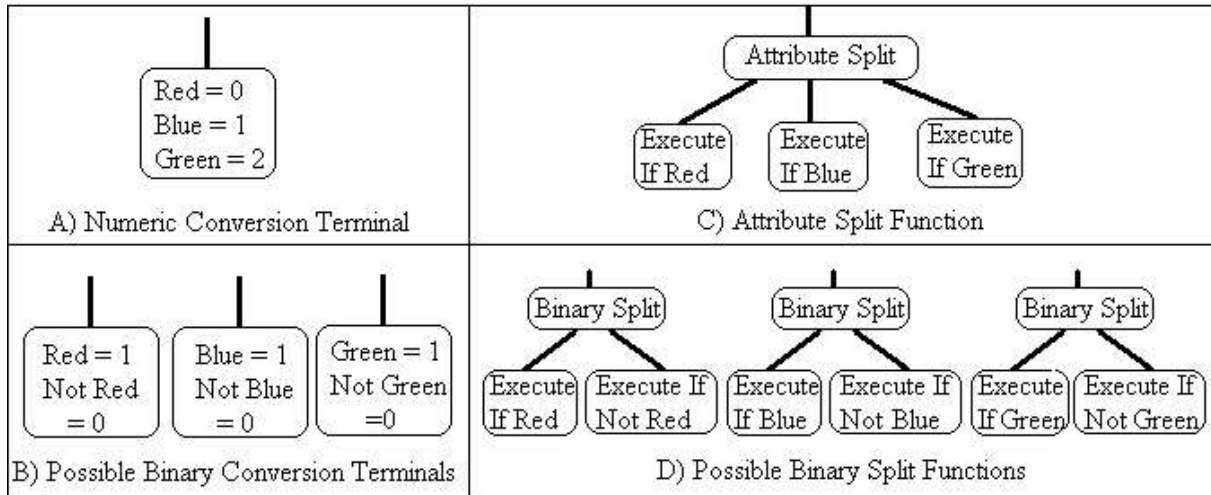 Red = 0
Blue = 1
Green = 2
A) Numeric Conversion Terminal
Attribute Split
Execute
If Red
Execute
If Blue
Execute
If Green
C) Attribute Split Function
Red = 1
Not Red
= 0
Blue = 1
Not Blue
= 0
Green = 1
Not Green
=0
B) Possible Binary Conversion Terminals
Binary Split
Execute
If Red
Execute If
Not Red
Binary Split
Execute
If Blue
Execute If
Not Blue
Binary Split
Execute
If Green
Execute If
Not Green
D) Possible Binary Split Functions